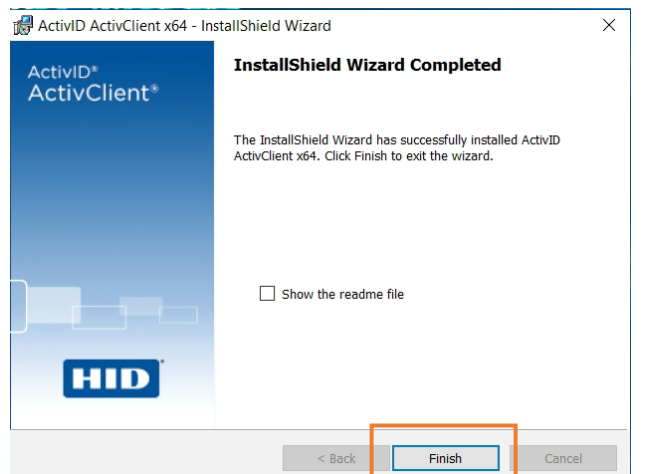 ActivID ActivClient x64 - InstallShield Wizard
ActivID®
ActivClient®
InstallShield Wizard Completed
The InstallShield Wizard has successfully installed ActivID
ActivClient x64. Click Finish to exit the wizard.
Show the readme file
HID
< Back
Finish
Cancel